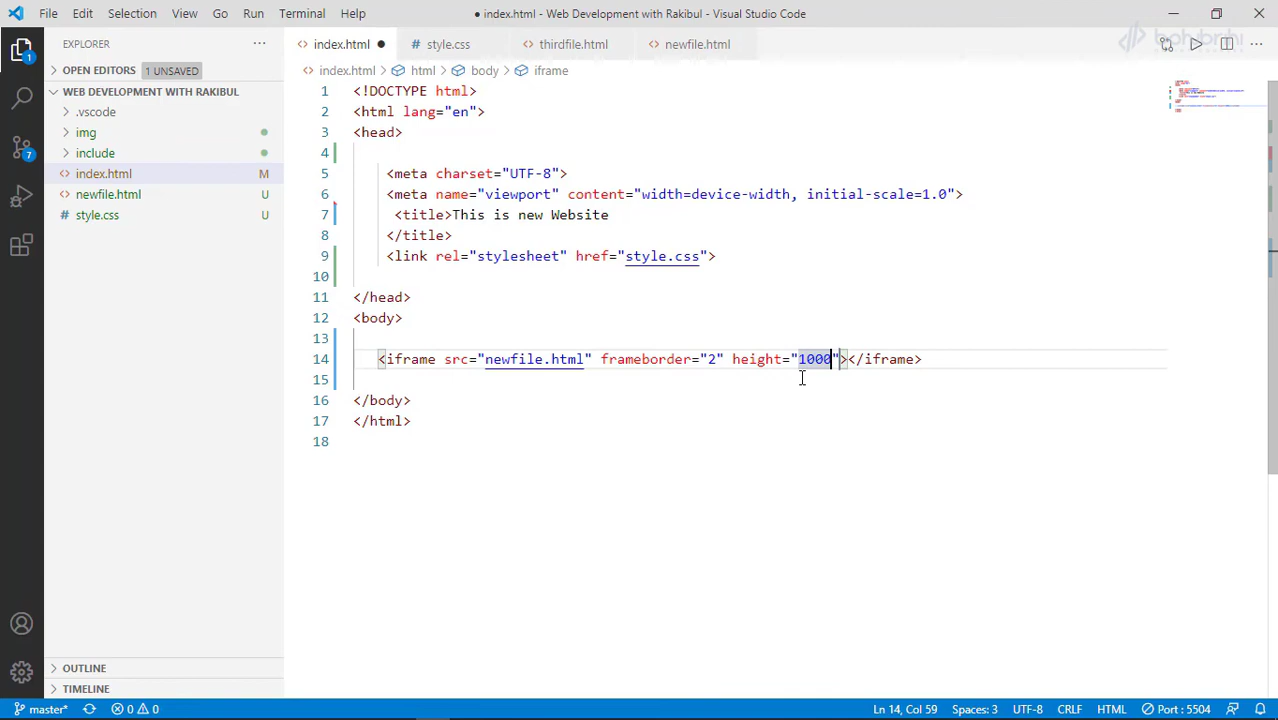 File Edit Selection View Go Run Terminal Help
● index.html - Web Development with Rakibul - Visual Studio Code
EXPLORER
index.html
style.css
thirdfile.html
newfile.html
bohubrihi
OPEN EDITORS 1 UNSAVED
index.html > html > body > iframe
WEB DEVELOPMENT WITH RAKIBUL
.vscode
img
include
index.html M
newfile.html U
style.css U
1 <!DOCTYPE html>
2 <html lang="en">
3 <head>
4
5 <meta charset="UTF-8">
6 <meta name="viewport" content="width=device-width, initial-scale=1.0">
7 <title>This is new Website
8 </title>
9 <link rel="stylesheet" href="style.css">
10
11 </head>
12 <body>
13
14 <iframe src="newfile.html" frameborder="2" height="1000"></iframe>
15
16 </body>
17 </html>
18
1
7
OUTLINE
TIMELINE
master* 0 0
Ln 14, Col 59 Spaces: 3 UTF-8 CRLF HTML Port : 5504